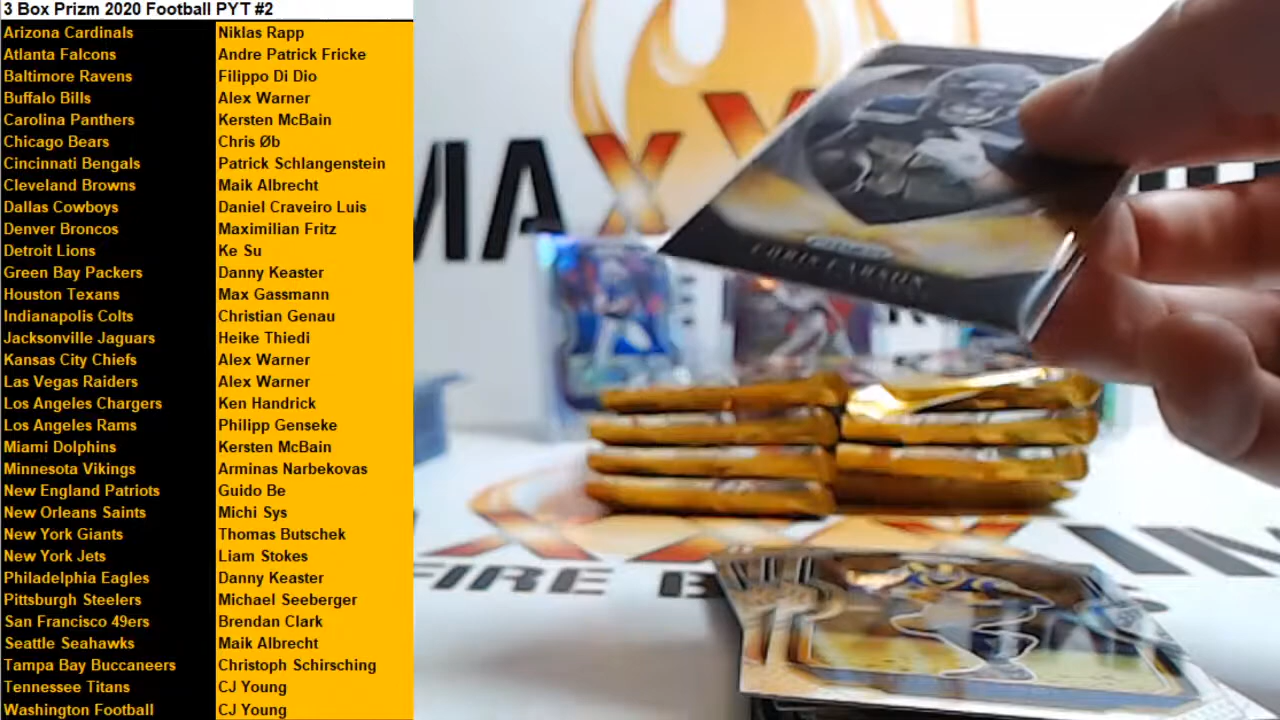 3 Box Prizm 2020 Football PYT #2
Arizona Cardinals Niklas Rapp
Atlanta Falcons Andre Patrick Fricke
Baltimore Ravens Filippo Di Dio
Buffalo Bills Alex Warner
Carolina Panthers Kersten McBain
Chicago Bears Chris Øb
Cincinnati Bengals Patrick Schlangenstein
Cleveland Browns Maik Albrecht
Dallas Cowboys Daniel Craveiro Luis
Denver Broncos Maximilian Fritz
Detroit Lions Ke Su
Green Bay Packers Danny Keaster
Houston Texans Max Gassmann
Indianapolis Colts Christian Genau
Jacksonville Jaguars Heike Thiedi
Kansas City Chiefs Alex Warner
Las Vegas Raiders Alex Warner
Los Angeles Chargers Ken Handrick
Los Angeles Rams Philipp Genseke
Miami Dolphins Kersten McBain
Minnesota Vikings Arminas Narbekovas
New England Patriots Guido Be
New Orleans Saints Michi Sys
New York Giants Thomas Butschek
New York Jets Liam Stokes
Philadelphia Eagles Danny Keaster
Pittsburgh Steelers Michael Seeberger
San Francisco 49ers Brendan Clark
Seattle Seahawks Maik Albrecht
Tampa Bay Buccaneers Christoph Schirsching
Tennessee Titans CJ Young
Washington Football CJ Young
CHRIS CARSON
FIRE